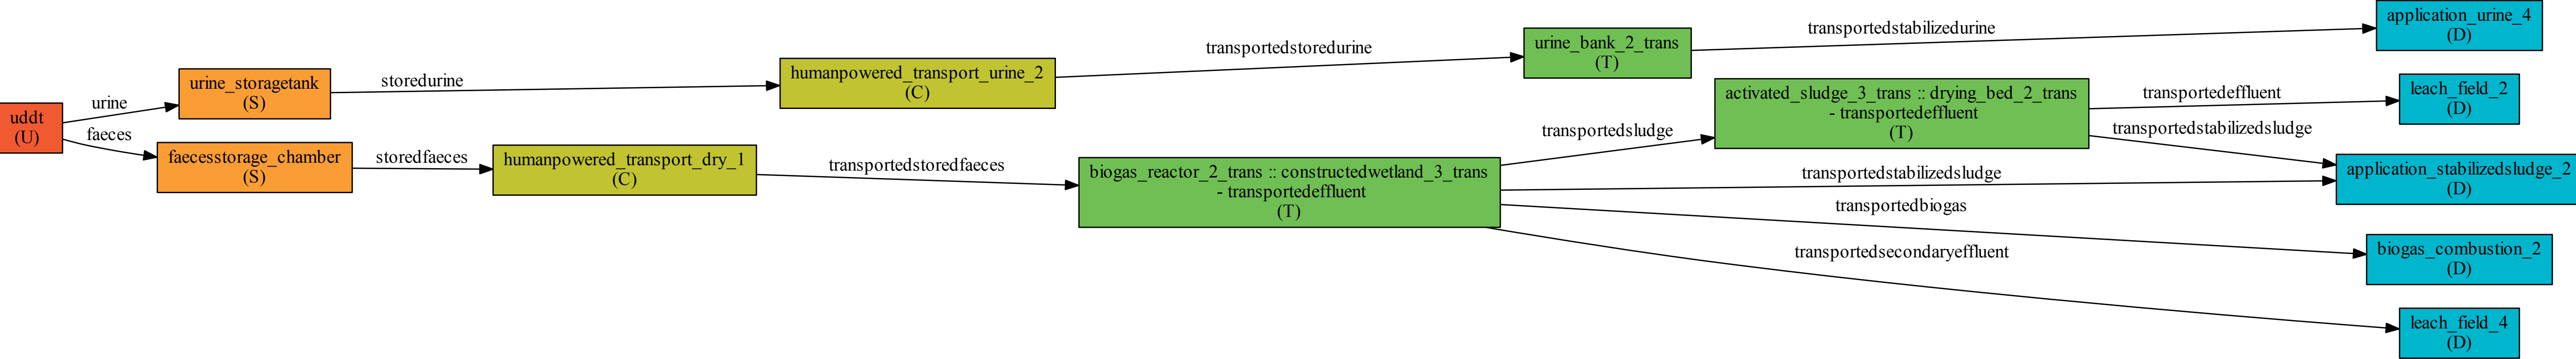 uddt
(U)
urine
faeces
urine_storagetank
(S)
faecesstorage_chamber
(S)
storedurine
storedfaeces
humanpowered_transport_dry_1
(C)
humanpowered_transport_urine_2
(C)
transportedstoredfaeces
transportedstoredurine
biogas_reactor_2_trans :: constructedwetland_3_trans
- transportedeffluent
(T)
urine_bank_2_trans
(T)
transportedsludge
activated_sludge_3_trans :: drying_bed_2_trans
- transportedeffluent
(T)
transportedstabilizedurine
transportedstabilizedsludge
transportedbiogas
transportedsecondaryeffluent
transportedeffluent
transportedstabilizedsludge
application_urine_4
(D)
leach_field_2
(D)
application_stabilizedsludge_2
(D)
biogas_combustion_2
(D)
leach_field_4
(D)